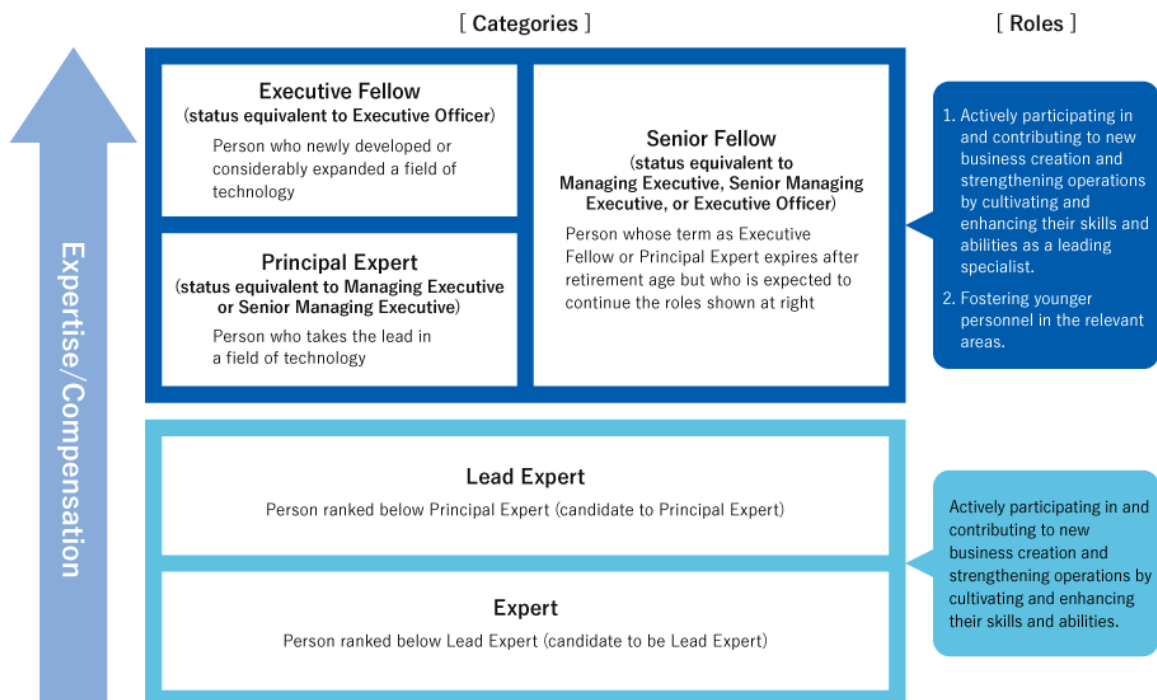 [ Categories ]
[ Roles ]
Expertise/Compensation
Executive Fellow
(status equivalent to Executive Officer)
Person who newly developed or
considerably expanded a field of
technology
Principal Expert
(status equivalent to Managing Executive
or Senior Managing Executive)
Person who takes the lead in
a field of technology
Senior Fellow
(status equivalent to
Managing Executive, Senior Managing
Executive, or Executive Officer)
Person whose term as Executive
Fellow or Principal Expert expires after
retirement age but who is expected to
continue the roles shown at right
1. Actively participating in
and contributing to new
business creation and
strengthening operations
by cultivating and
enhancing their skills and
abilities as a leading
specialist.
2. Fostering younger
personnel in the relevant
areas.
Lead Expert
Person ranked below Principal Expert (candidate to Principal Expert)
Expert
Person ranked below Lead Expert (candidate to be Lead Expert)
Actively participating in and
contributing to new
business creation and
strengthening operations by
cultivating and enhancing
their skills and abilities.